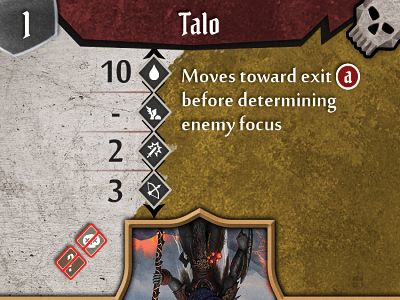 1
Talo
10
-
2
3
Moves toward exit a
before determining
enemy focus